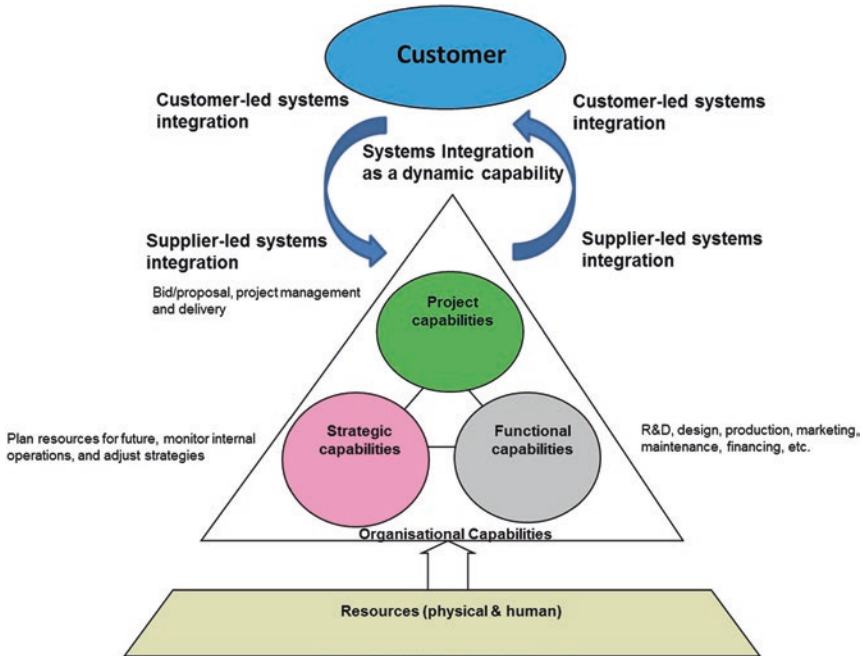 Customer
Customer-led systems
integration
Customer-led systems
integration
Systems Integration
as a dynamic capability
Supplier-led systems
integration
Supplier-led systems
integration
Bid/proposal, project management
and delivery
Project
capabilities
Plan resources for future, monitor internal
operations, and adjust strategies
Strategic
capabilities
Functional
capabilities
R&D, design, production, marketing,
maintenance, financing, etc.
Organisational Capabilities
Resources (physical & human)